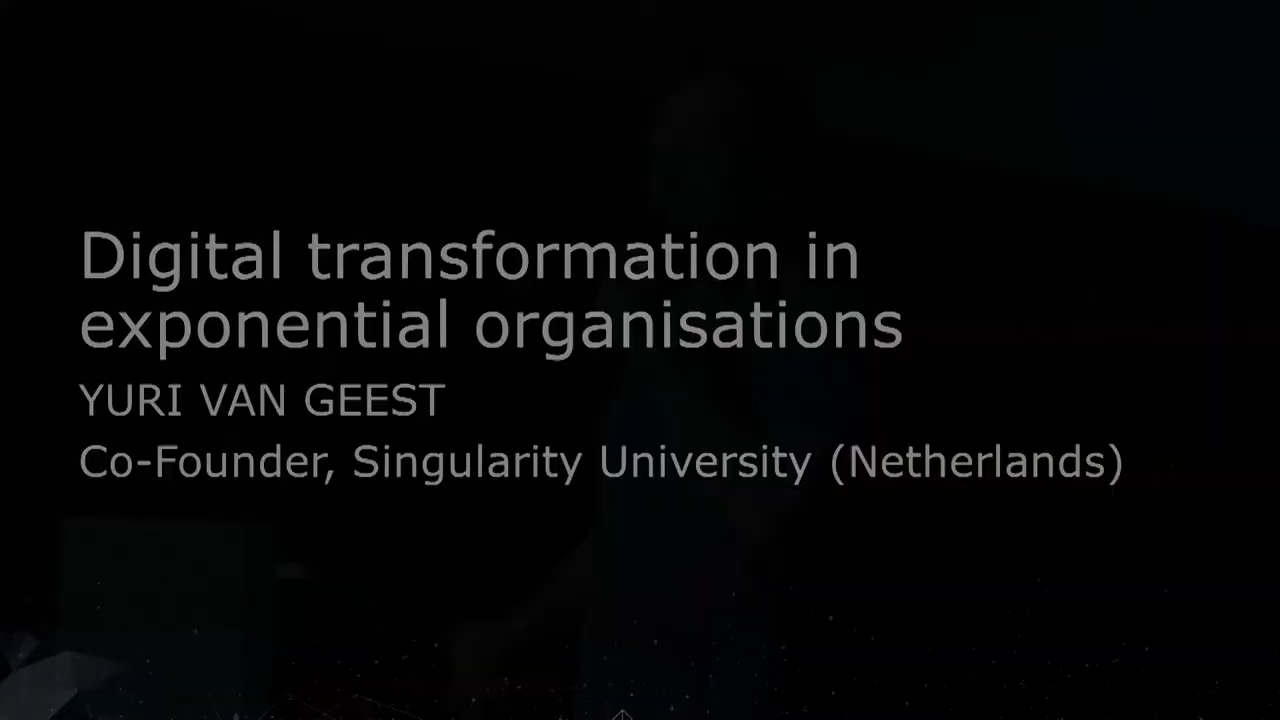 Digital transformation in
exponential organisations
YURI VAN GEEST
Co-Founder, Singularity University (Netherlands)